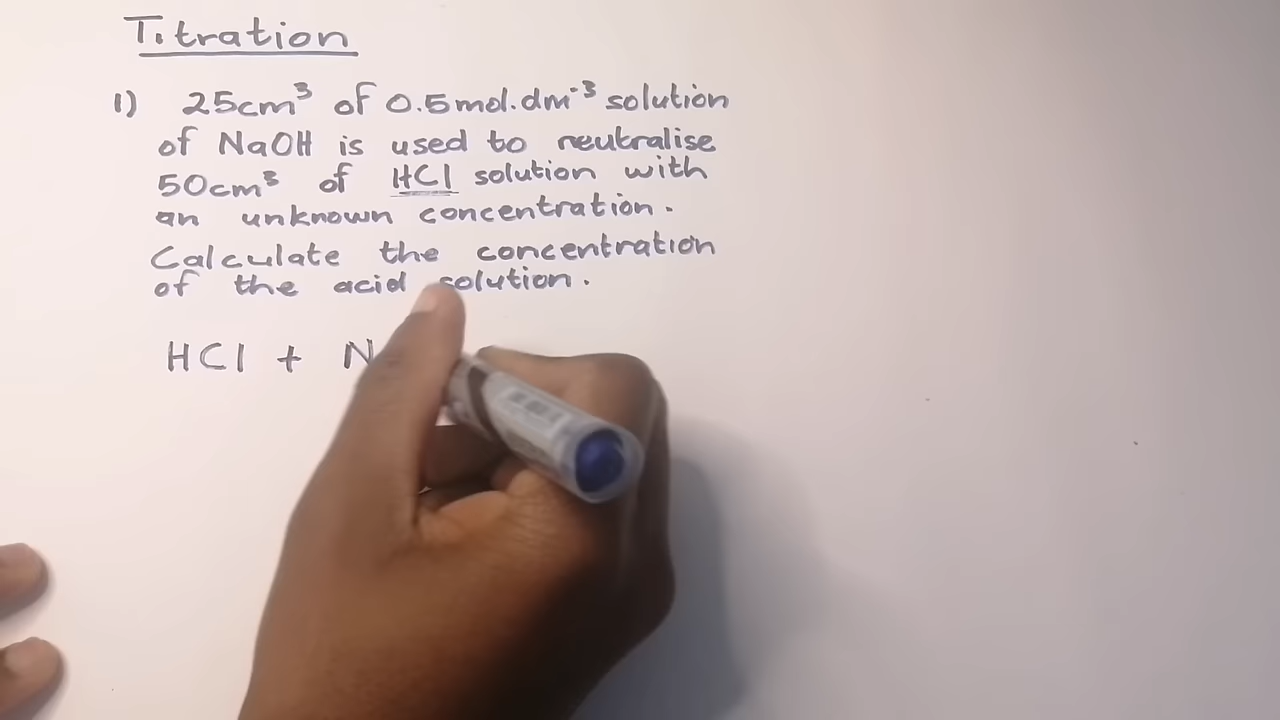 Titration
1) 25cm³ of 0.5mol.dm⁻³ solution
of NaOH is used to neutralise
50cm³ of HCl solution with
an unknown concentration.
Calculate the concentration
of the acid solution.
HCl + N